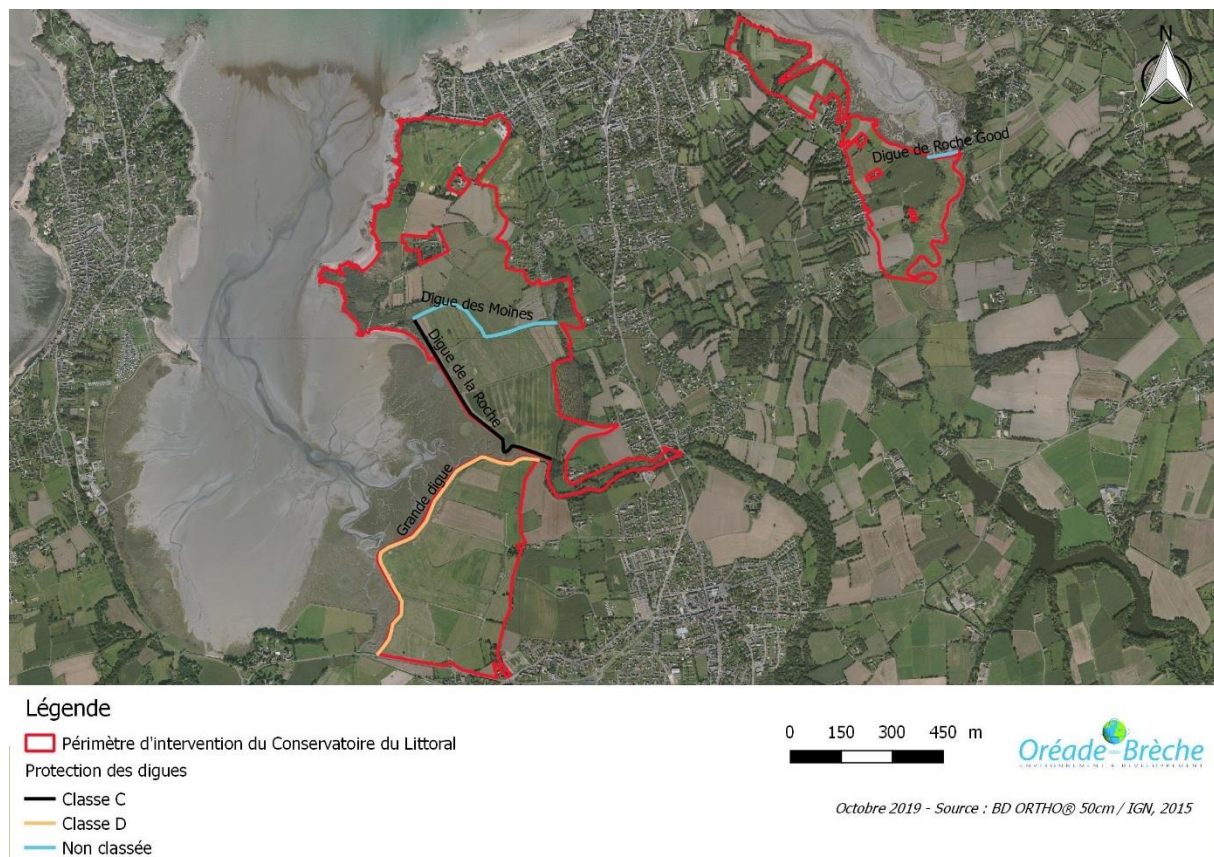 N
Digue de Roche Good
Digue des Moines
Digue de la Roche
Grande digue
Légende
Périmètre d'intervention du Conservatoire du Littoral
Protection des digues
Classe C
Classe D
Non classée
0 150 300 450 m
Oréade-Brèche
ENVIRONNEMENT & DÉVELOPPEMENT
Octobre 2019 - Source : BD ORTHO® 50cm / IGN, 2015